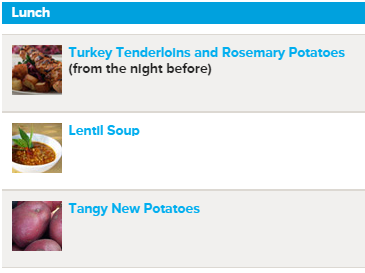 Lunch
Turkey Tenderloins and Rosemary Potatoes
(from the night before)
Lentil Soup
Tangy New Potatoes